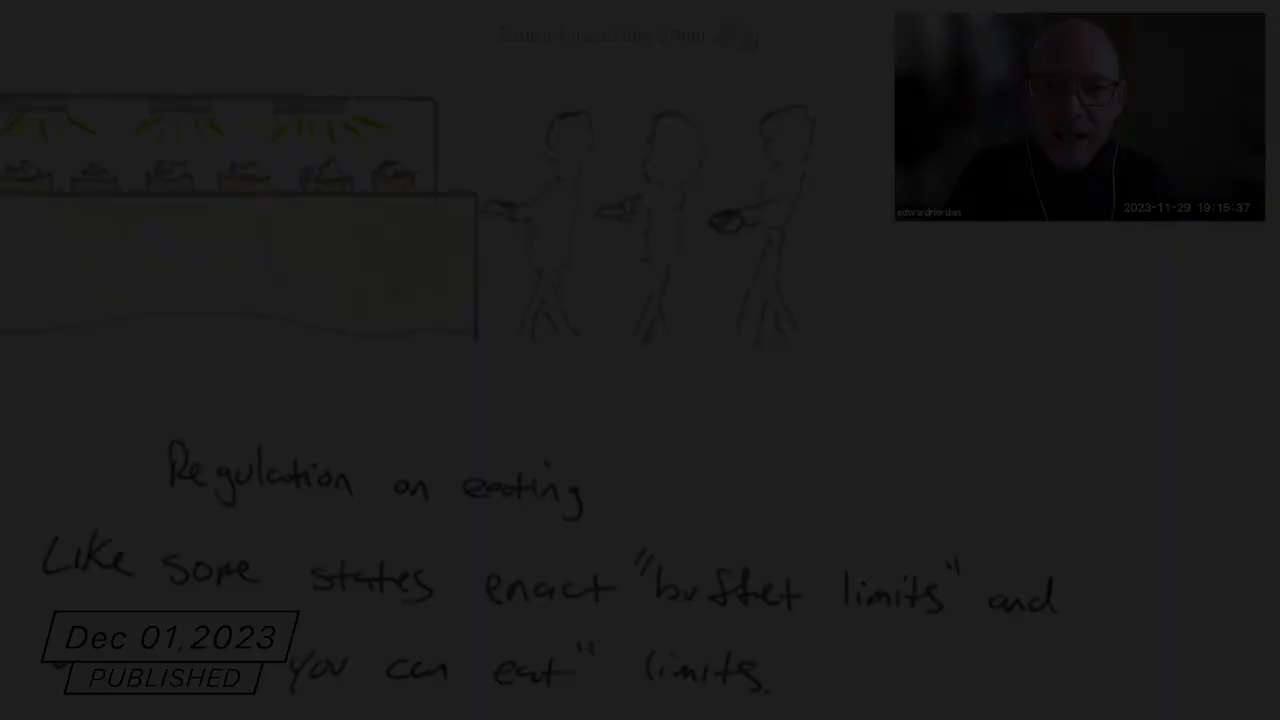 edwardriordan
2023-11-29 19:15:37
Regulation on eating
Like some states enact "buffet limits" and
you can eat" limits.
Dec 01,2023
PUBLISHED